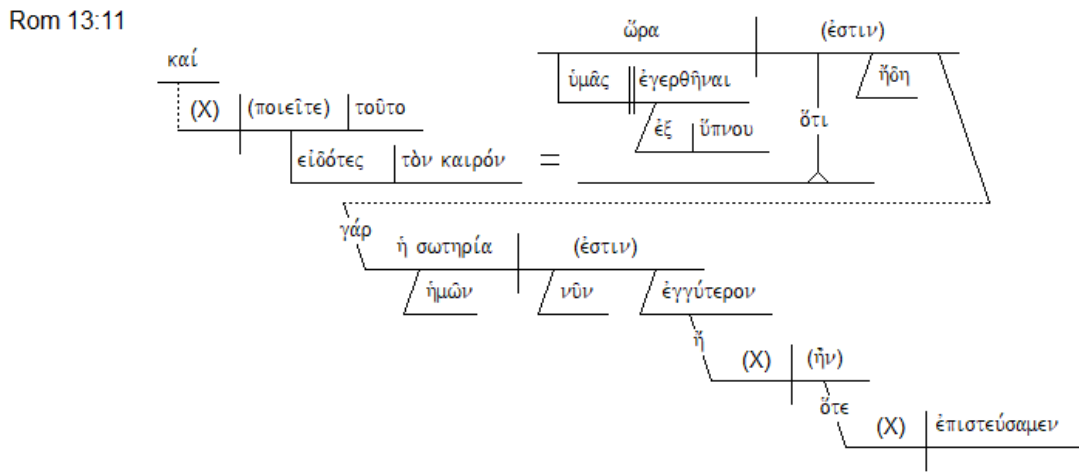 Rom 13:11
ὥρα (ἐστιν)
καί
ὑμᾶς ἐγερθῆναι ἤδη
(X) (ποιεῖτε) τοῦτο
ἐξ ὕπνου ὅτι
εἰδότες τὸν καιρόν =
γάρ
ἡ σωτηρία (ἐστιν)
ἡμῶν νῦν ἐγγύτερον
ἤ
(X) (ἦν)
ὅτε
(X) ἐπιστεύσαμεν